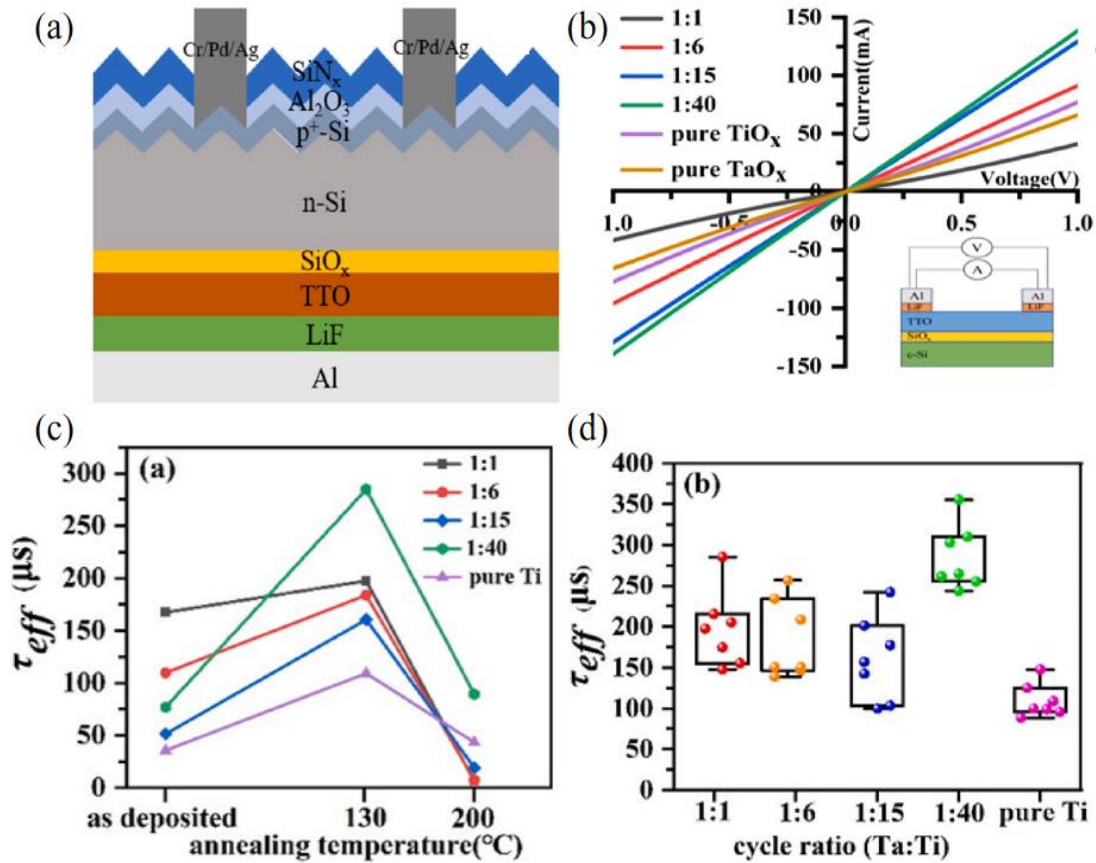 (a)
Cr/Pd/Ag
Cr/Pd/Ag
SiNx
Al2O3
p+-Si
n-Si
SiOx
TTO
LiF
Al
(b)
1:1
1:6
1:15
1:40
pure TiOx
pure TaOx
Current(mA)
150
100
50
0
-50
-100
-150
Voltage(V)
1.0
-0.5
0.0
0.5
1.0
V
A
Al
Al
LiF
LiF
TTO
SiOx
c-Si
(c)
(a)
1:1
1:6
1:15
1:40
pure Ti
τeff (μs)
300
250
200
150
100
50
0
as deposited
130
200
annealing temperature(°C)
(d)
(b)
τeff (μs)
400
350
300
250
200
150
100
50
0
1:1
1:6
1:15
1:40
pure Ti
cycle ratio (Ta:Ti)